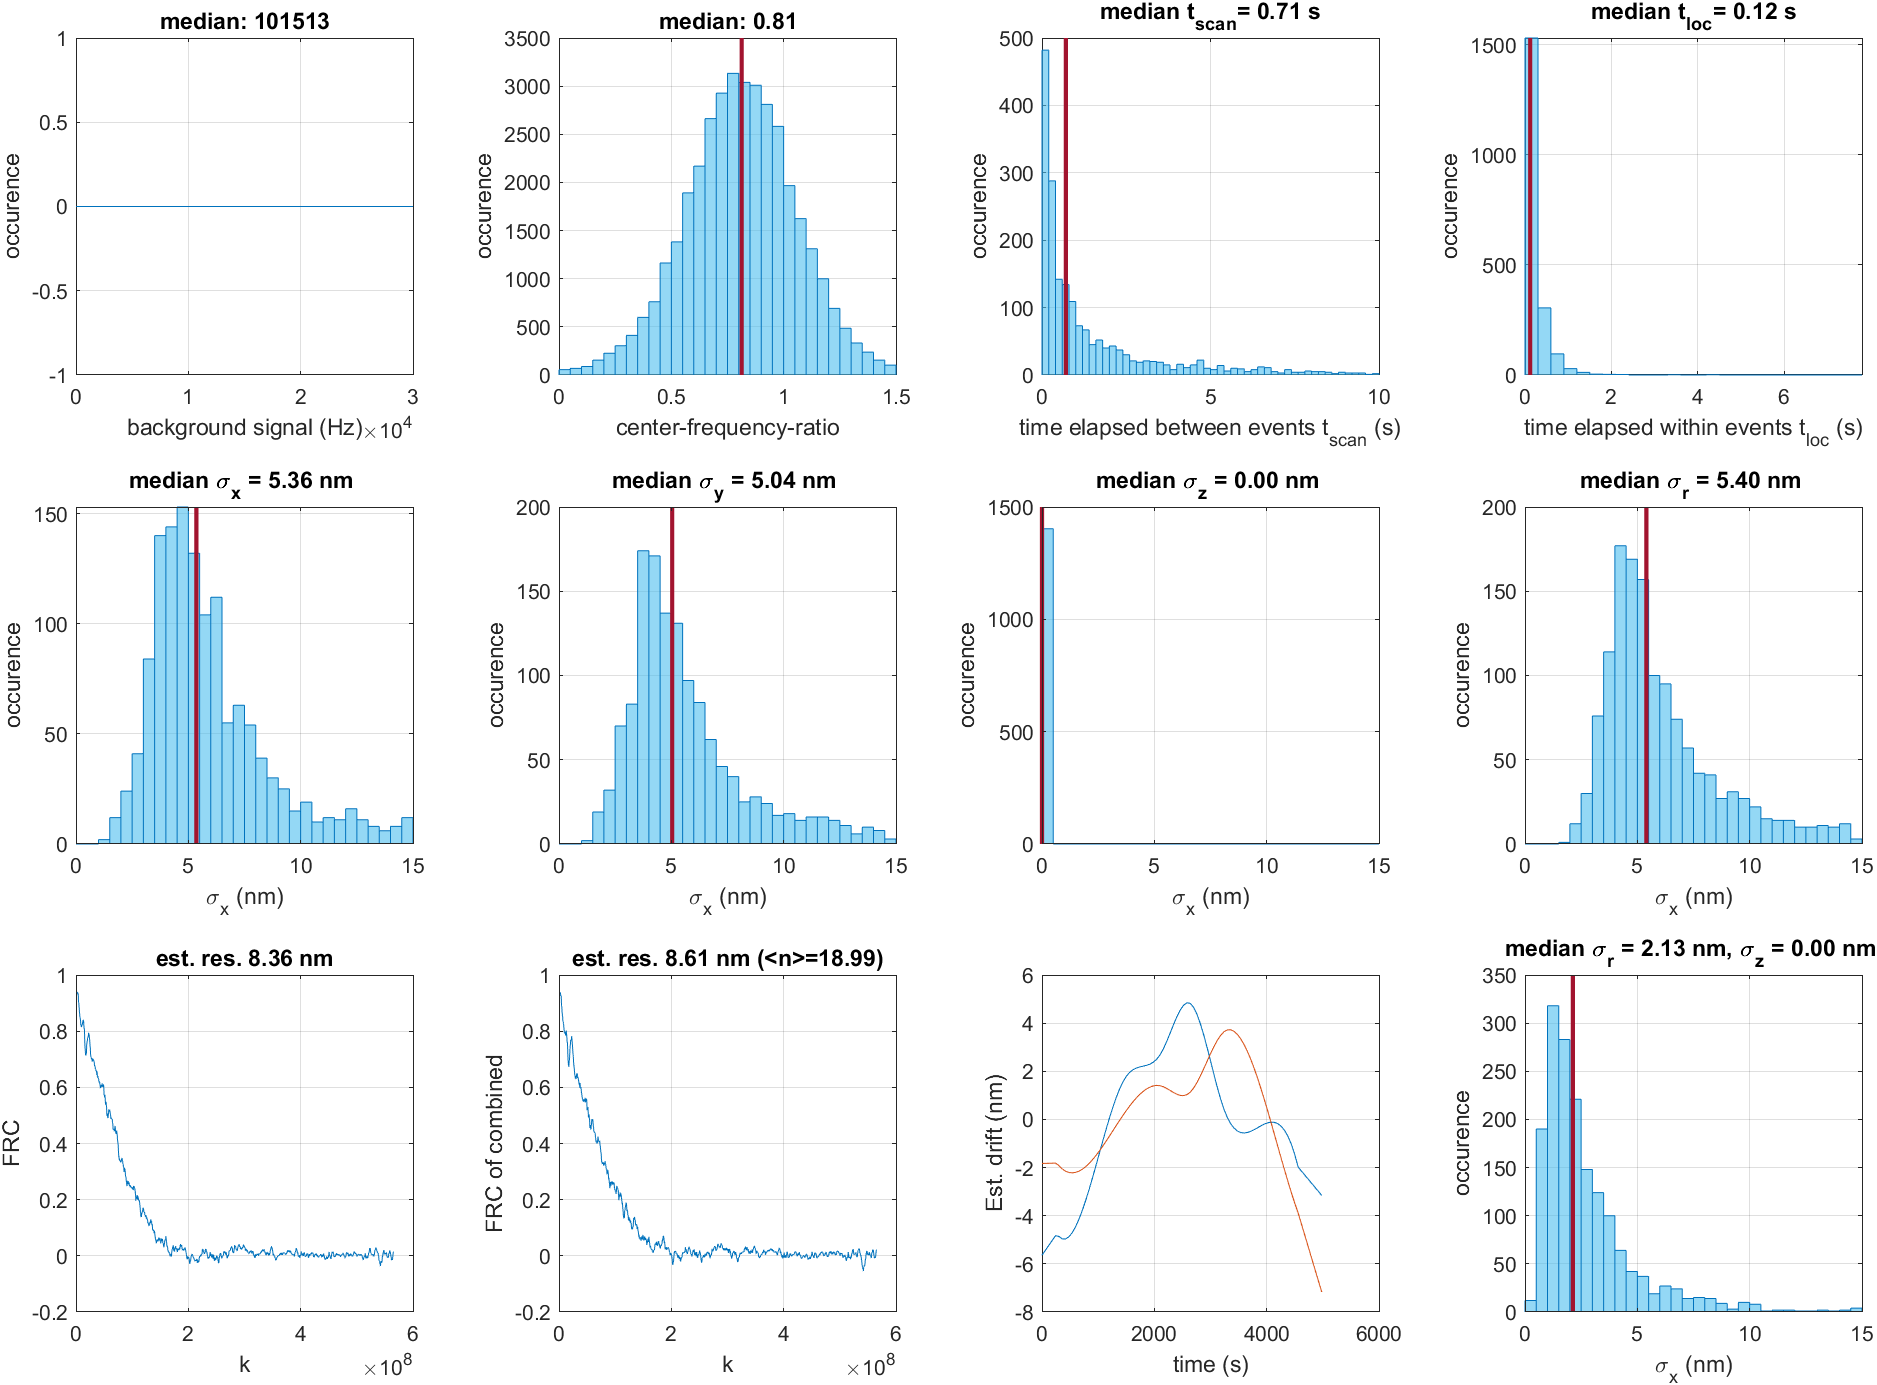 median: 101513
1
0.5
0
-0.5
-1
occurence
0 1 2 3
background signal (Hz)×10^4
median: 0.81
3500
3000
2500
2000
1500
1000
500
0
occurence
0 0.5 1 1.5
center-frequency-ratio
median t_scan= 0.71 s
500
400
300
200
100
0
occurence
0 5 10
time elapsed between events t_scan (s)
median t_loc= 0.12 s
1500
1000
500
0
occurence
0 2 4 6
time elapsed within events t_loc (s)
median σ_x = 5.36 nm
150
100
50
0
occurence
0 5 10 15
σ_x (nm)
median σ_y = 5.04 nm
200
150
100
50
0
occurence
0 5 10 15
σ_x (nm)
median σ_z = 0.00 nm
1500
1000
500
0
occurence
0 5 10 15
σ_x (nm)
median σ_r = 5.40 nm
200
150
100
50
0
occurence
0 5 10 15
σ_x (nm)
est. res. 8.36 nm
1
0.8
0.6
0.4
0.2
0
-0.2
FRC
0 2 4 6
k ×10^8
est. res. 8.61 nm (<n>=18.99)
1
0.8
0.6
0.4
0.2
0
-0.2
FRC of combined
0 2 4 6
k ×10^8
6
4
2
0
-2
-4
-6
-8
Est. drift (nm)
0 2000 4000 6000
time (s)
median σ_r = 2.13 nm, σ_z = 0.00 nm
350
300
250
200
150
100
50
0
occurence
0 5 10 15
σ_x (nm)